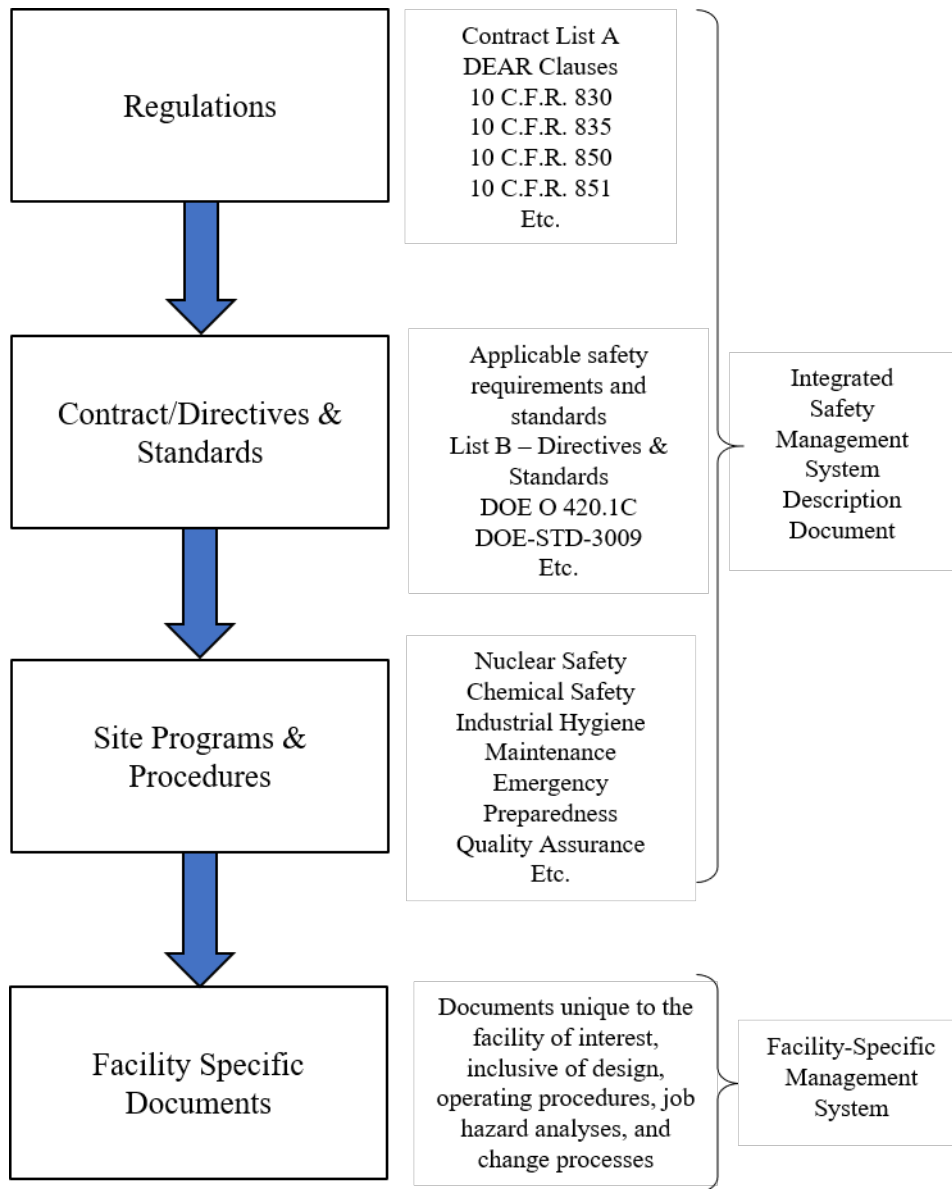 Regulations
Contract List A
DEAR Clauses
10 C.F.R. 830
10 C.F.R. 835
10 C.F.R. 850
10 C.F.R. 851
Etc.
Contract/Directives &
Standards
Applicable safety
requirements and
standards
List B – Directives &
Standards
DOE O 420.1C
DOE-STD-3009
Etc.
Integrated
Safety
Management
System
Description
Document
Site Programs &
Procedures
Nuclear Safety
Chemical Safety
Industrial Hygiene
Maintenance
Emergency
Preparedness
Quality Assurance
Etc.
Facility Specific
Documents
Documents unique to the
facility of interest,
inclusive of design,
operating procedures, job
hazard analyses, and
change processes
Facility-Specific
Management
System